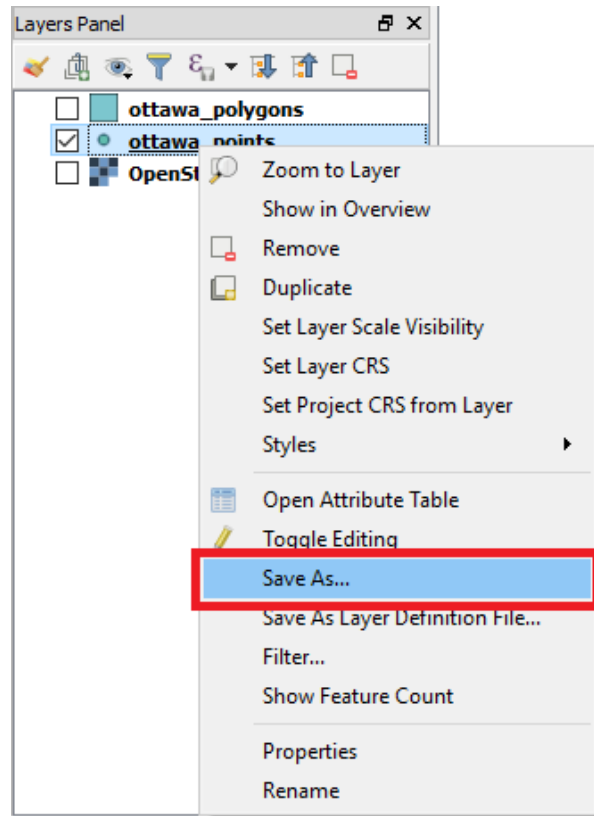 Layers Panel
ottawa_polygons
ottawa_points
OpenSt
Zoom to Layer
Show in Overview
Remove
Duplicate
Set Layer Scale Visibility
Set Layer CRS
Set Project CRS from Layer
Styles
Open Attribute Table
Toggle Editing
Save As...
Save As Layer Definition File...
Filter...
Show Feature Count
Properties
Rename